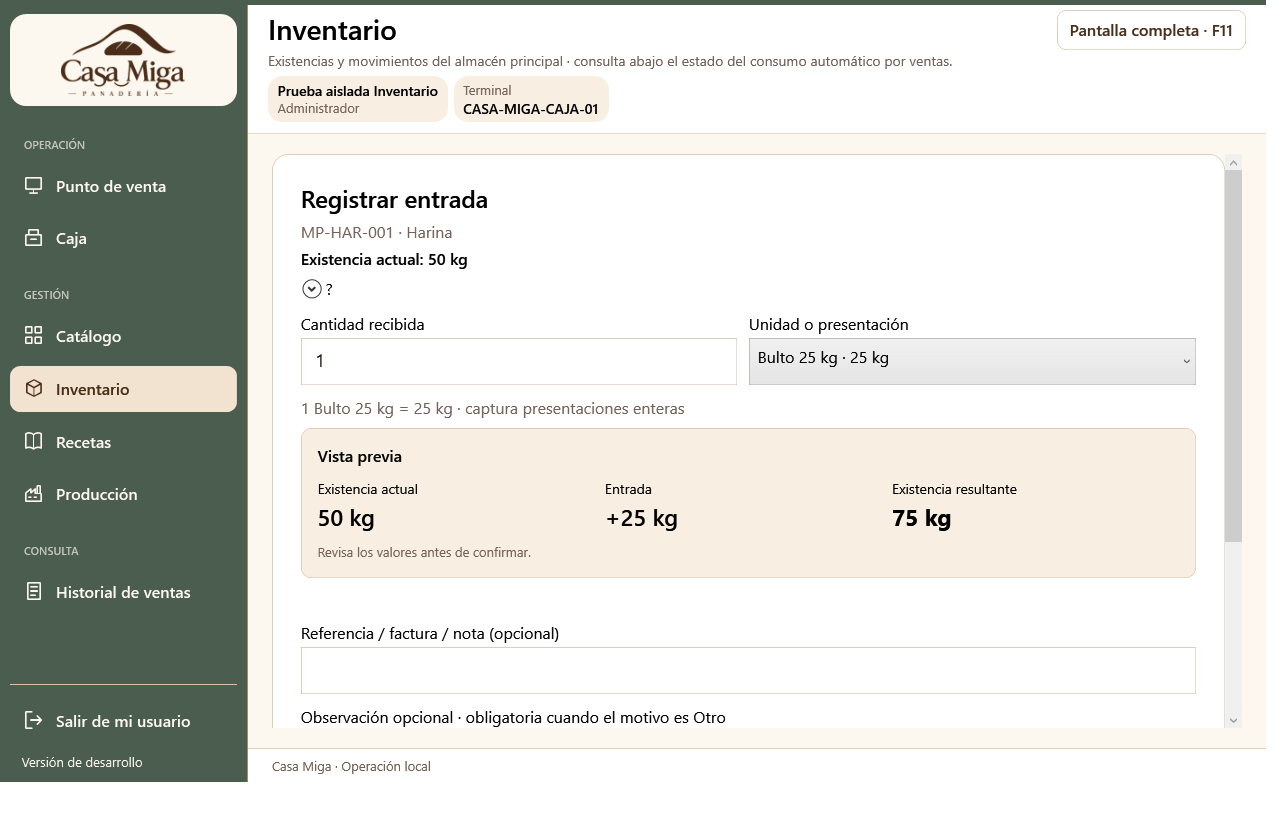 Casa Miga
PANADERÍA
OPERACIÓN
Punto de venta
Caja
GESTIÓN
Catálogo
Inventario
Recetas
Producción
CONSULTA
Historial de ventas
Salir de mi usuario
Versión de desarrollo
Inventario
Existencias y movimientos del almacén principal · consulta abajo el estado del consumo automático por ventas.
Pantalla completa · F11
Prueba aislada Inventario
Administrador
Terminal
CASA-MIGA-CAJA-01
Registrar entrada
MP-HAR-001 · Harina
Existencia actual: 50 kg
?
Cantidad recibida
1
Unidad o presentación
Bulto 25 kg · 25 kg
1 Bulto 25 kg = 25 kg · captura presentaciones enteras
Vista previa
Existencia actual
50 kg
Entrada
+25 kg
Existencia resultante
75 kg
Revisa los valores antes de confirmar.
Referencia / factura / nota (opcional)
Observación opcional · obligatoria cuando el motivo es Otro
Casa Miga · Operación local